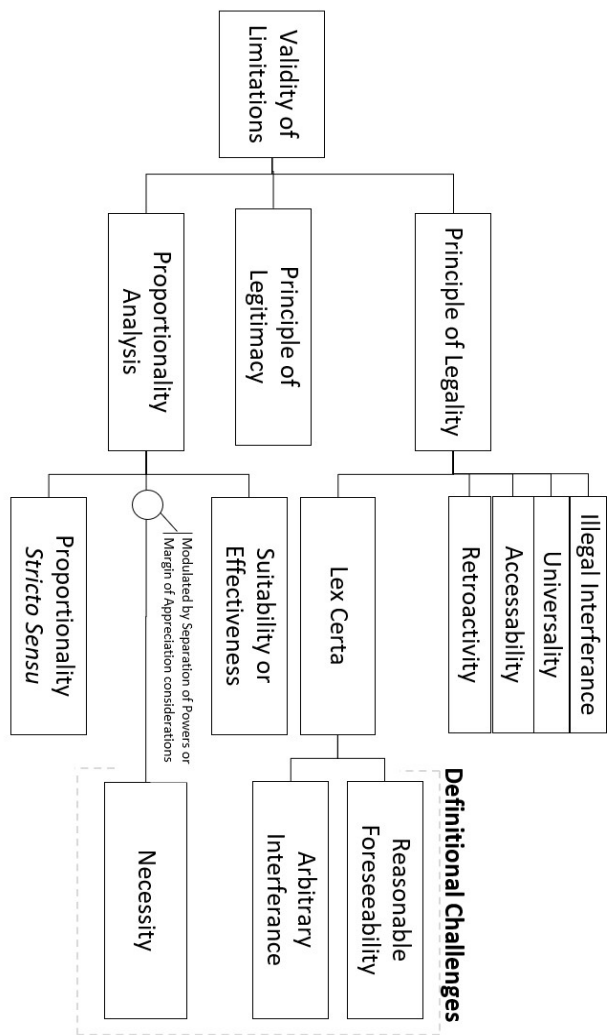 Validity of
Limitations
Principle of Legality
Principle of
Legitimacy
Proportionality
Analysis
Illegal Interferance
Universality
Accessability
Retroactivity
Lex Certa
Suitability or
Effectiveness
Modulated by Separation of Powers or
Margin of Appreciation considerations
Proportionality
Stricto Sensu
Definitional Challenges
Reasonable
Foreseeability
Arbitrary
Interferance
Necessity